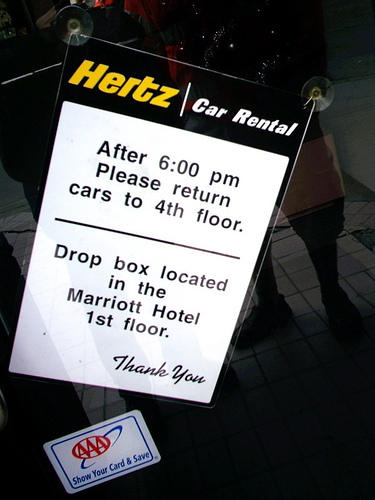 Hertz | Car Rental
After 6:00 pm
Please return
cars to 4th floor.
Drop box located
in the
Marriott Hotel
1st floor.
Thank You
AAA
Show Your Card & Save